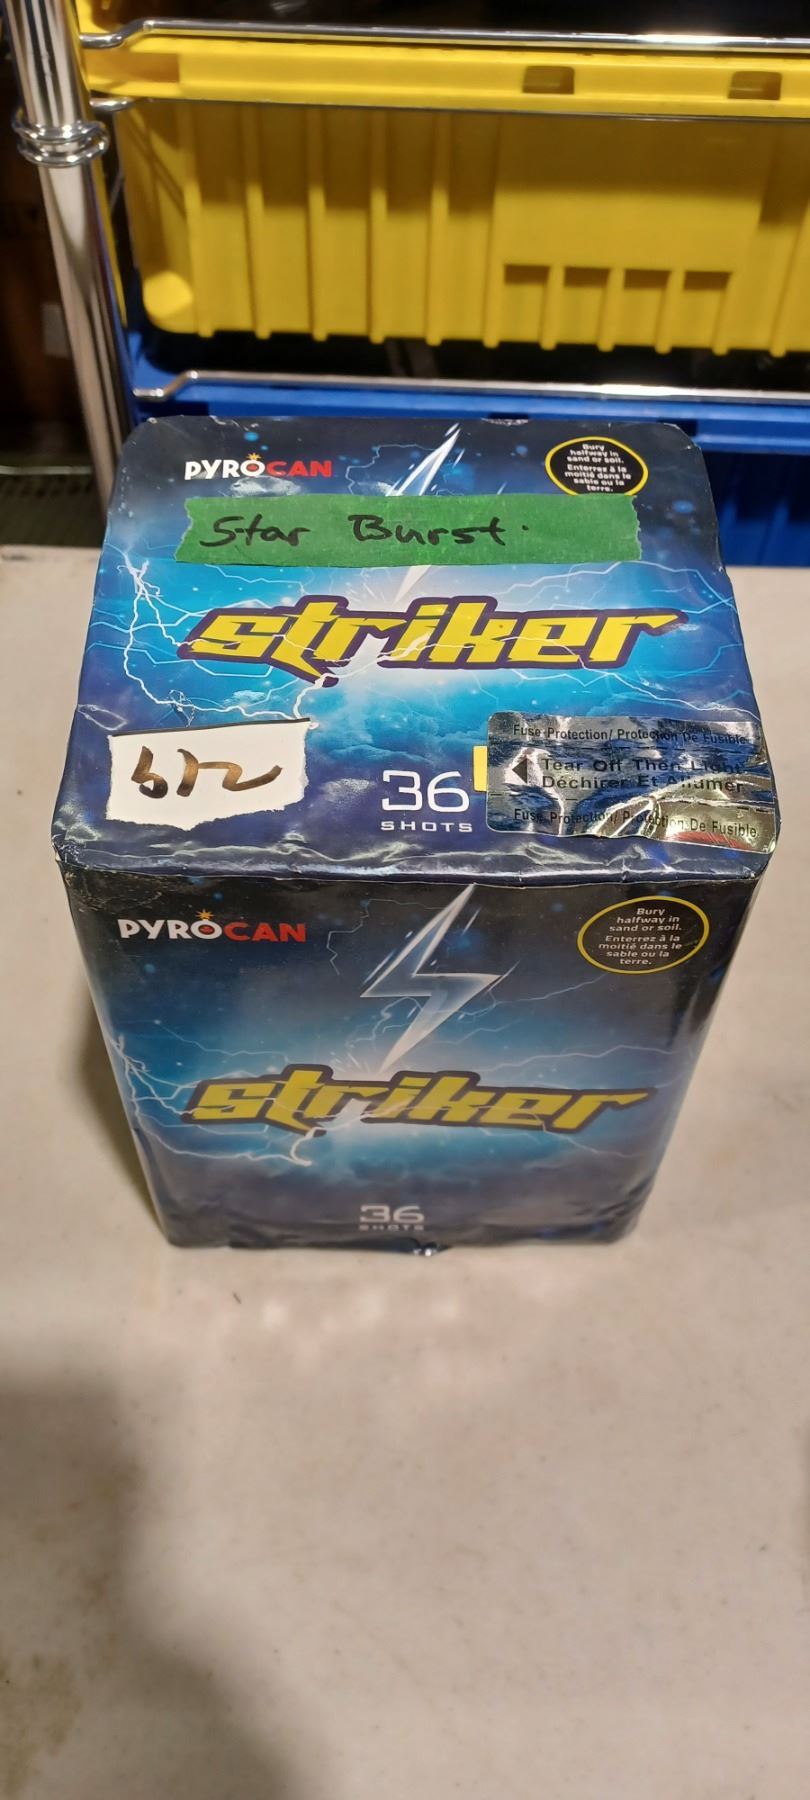 PYROCAN
Bury
halfway in
sand or soil.
Enterrez à la
moitié dans le
sable ou la
terre.
Star Burst.
striker
36
SHOTS
Fuse Protection/ Protection De Fusible
Tear Off Then Light
Déchirer Et Allumer
Fuse Protection/ Protection De Fusible
PYROCAN
Bury
halfway in
sand or soil.
Enterrez à la
moitié dans le
sable ou la
terre.
striker
36
SHOTS